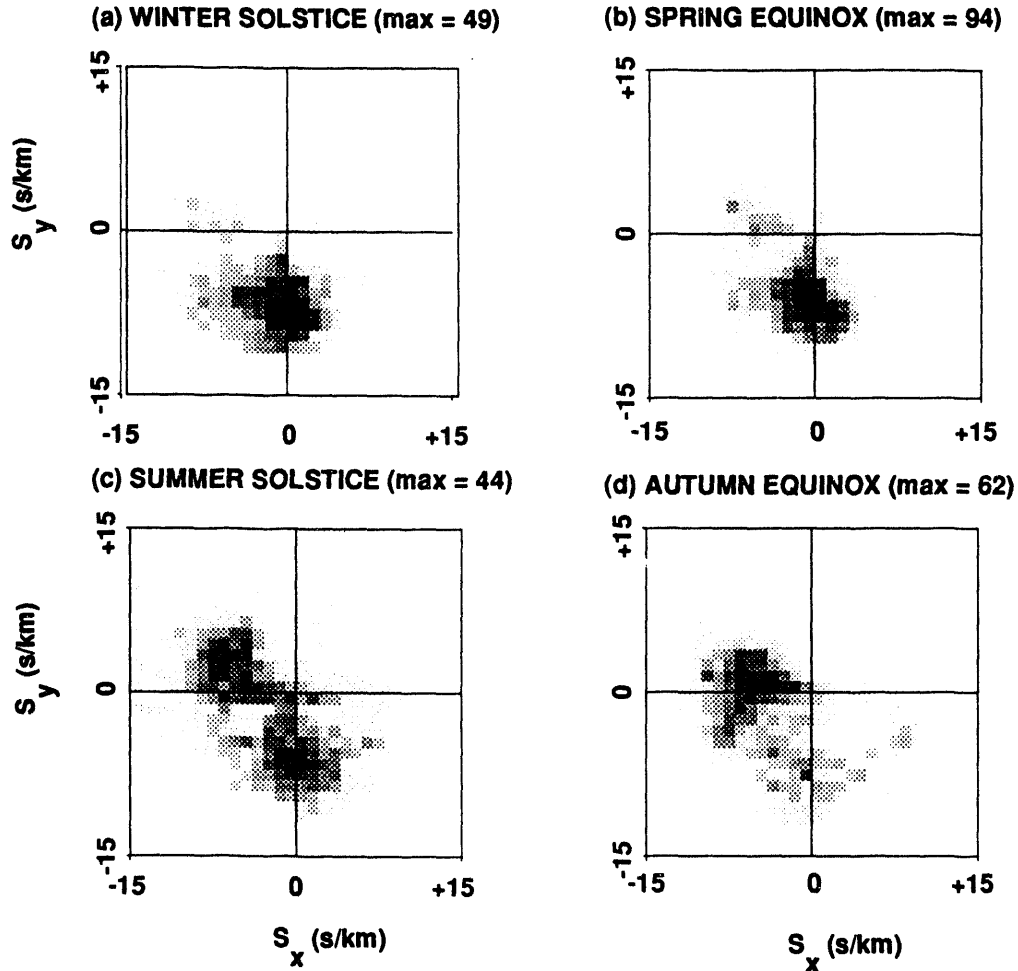 (a) WINTER SOLSTICE (max = 49)
+15
0
-15
S_y (s/km)
-15 0 +15
(b) SPRiNG EQUINOX (max = 94)
+15
0
-15
-15 0 +15
(c) SUMMER SOLSTICE (max = 44)
+15
0
-15
S_y (s/km)
-15 0 +15
S_x (s/km)
(d) AUTUMN EQUINOX (max = 62)
+15
0
-15
-15 0 +15
S_x (s/km)